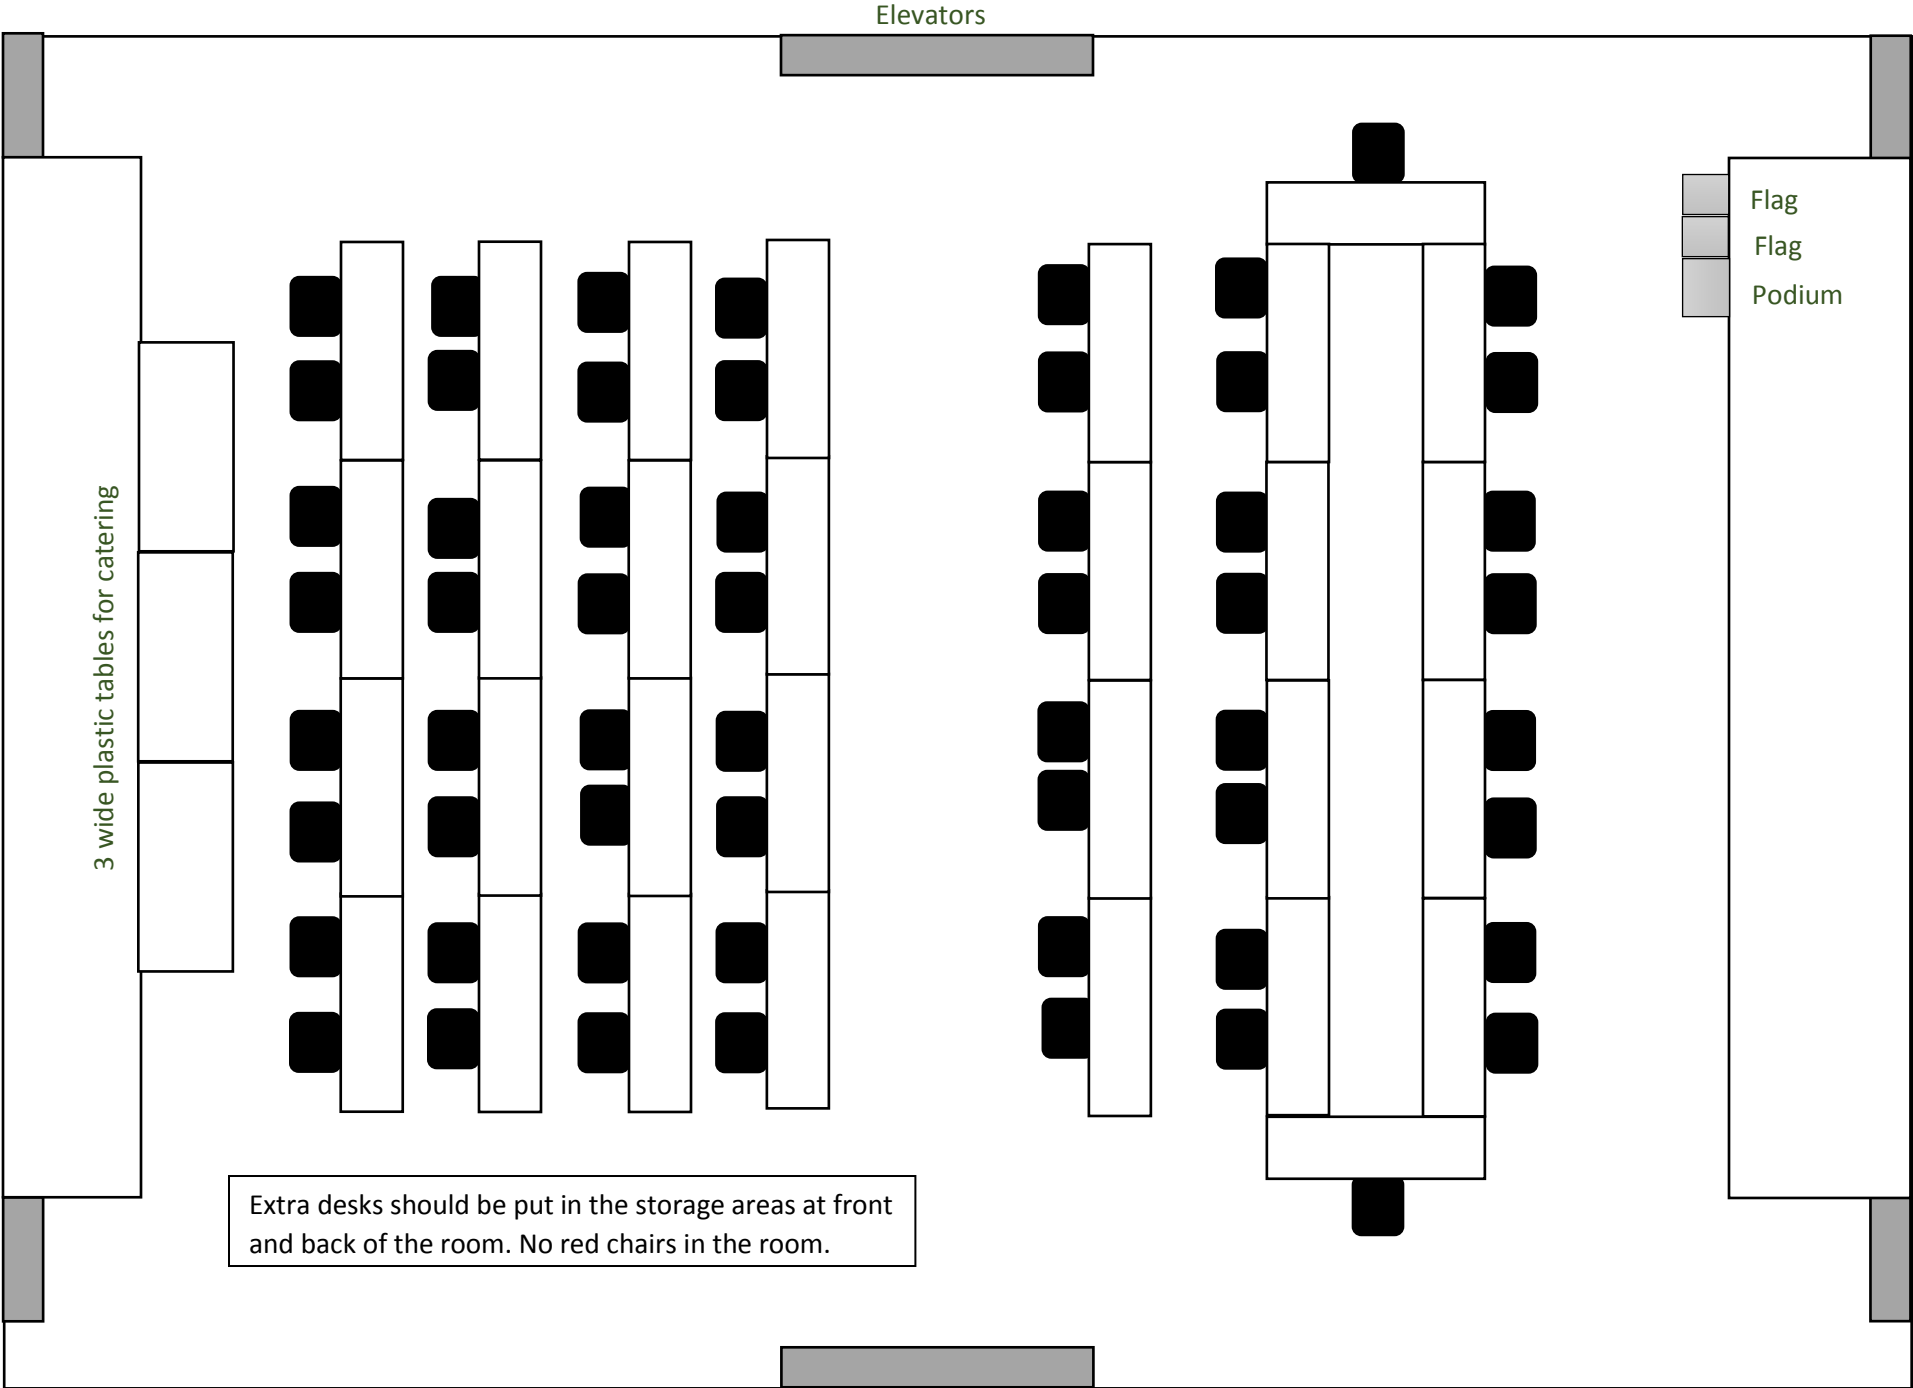 Elevators
Flag
Flag
Podium
3 wide plastic tables for catering
Extra desks should be put in the storage areas at front
and back of the room. No red chairs in the room.